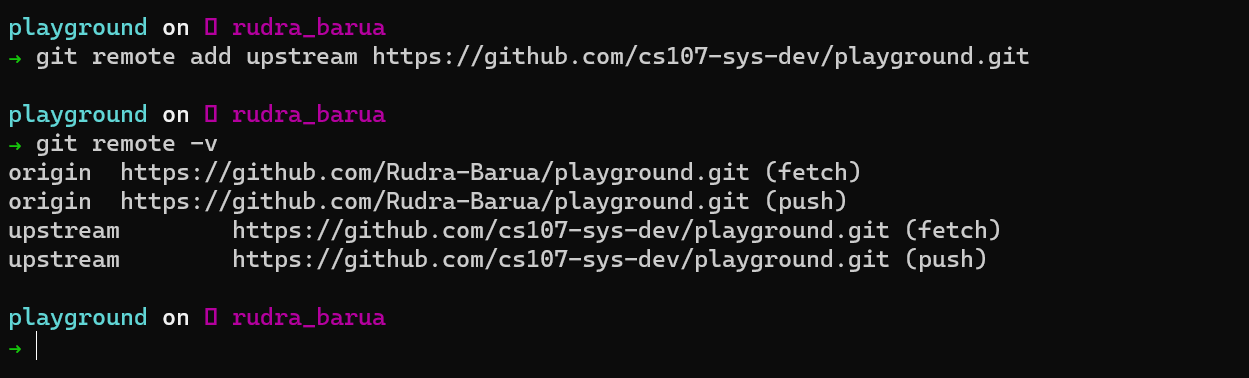 playground on ▯ rudra_barua
→ git remote add upstream https://github.com/cs107-sys-dev/playground.git
playground on ▯ rudra_barua
→ git remote -v
origin  https://github.com/Rudra-Barua/playground.git (fetch)
origin  https://github.com/Rudra-Barua/playground.git (push)
upstream        https://github.com/cs107-sys-dev/playground.git (fetch)
upstream        https://github.com/cs107-sys-dev/playground.git (push)
playground on ▯ rudra_barua
→